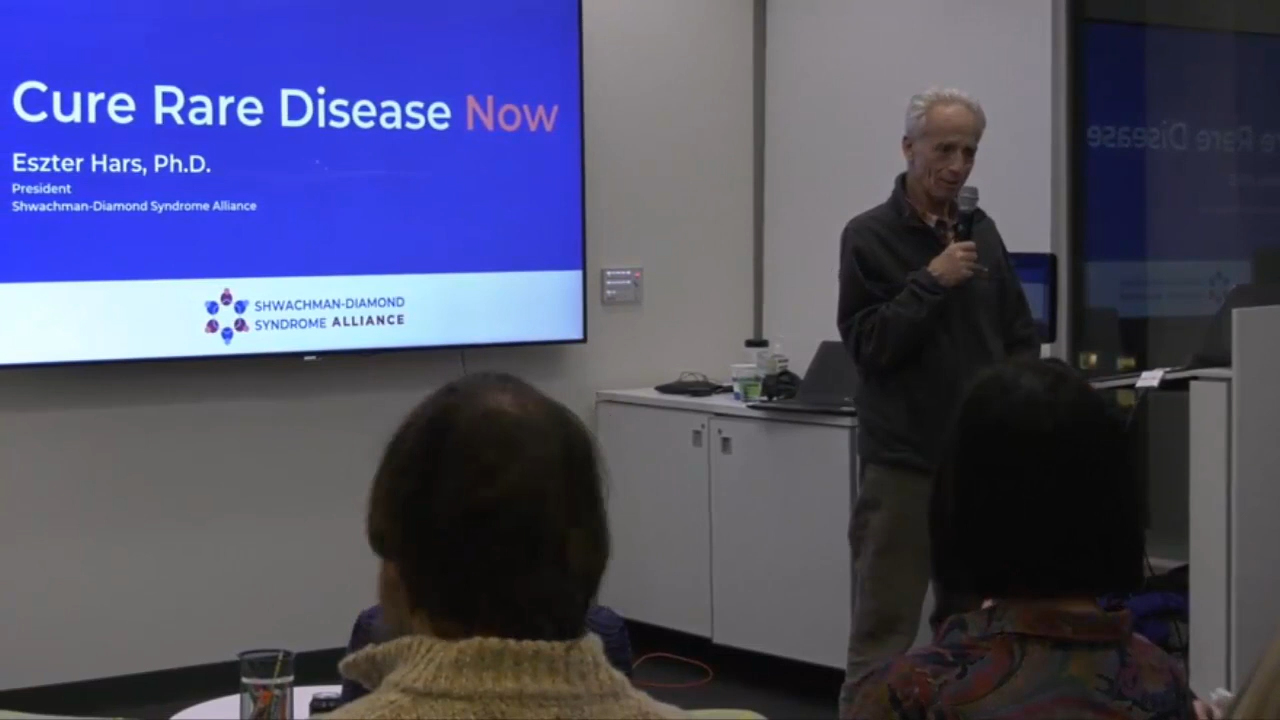 Cure Rare Disease Now
Eszter Hars, Ph.D.
President
Shwachman-Diamond Syndrome Alliance
SHWACHMAN-DIAMOND
SYNDROME ALLIANCE